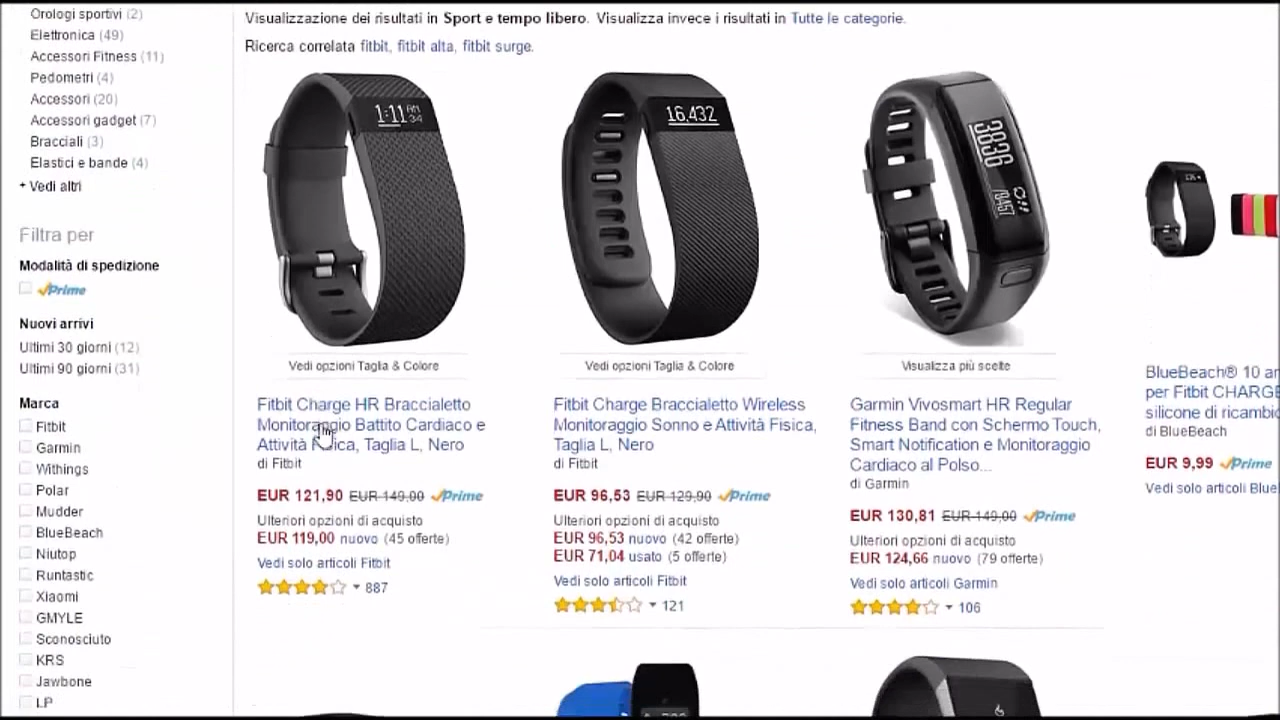 Orologi sportivi (2)
Elettronica (49)
Accessori Fitness (11)
Pedometri (4)
Accessori (20)
Accessori gadget (7)
Bracciali (3)
Elastici e bande (4)
+ Vedi altri
Filtra per
Modalità di spedizione
Prime
Nuovi arrivi
Ultimi 30 giorni (12)
Ultimi 90 giorni (31)
Marca
Fitbit
Garmin
Withings
Polar
Mudder
BlueBeach
Niutop
Runtastic
Xiaomi
GMYLE
Sconosciuto
KRS
Jawbone
LP
Visualizzazione dei risultati in Sport e tempo libero. Visualizza invece i risultati in Tutte le categorie.
Ricerca correlata fitbit, fitbit alta, fitbit surge.
1:11 AM
34
Vedi opzioni Taglia & Colore
Fitbit Charge HR Braccialetto
Monitoraggio Battito Cardiaco e
Attività Fisica, Taglia L, Nero
di Fitbit
EUR 121,90 EUR 149,00 Prime
Ulteriori opzioni di acquisto
EUR 119,00 nuovo (45 offerte)
Vedi solo articoli Fitbit
887
16,432
Vedi opzioni Taglia & Colore
Fitbit Charge Braccialetto Wireless
Monitoraggio Sonno e Attività Fisica,
Taglia L, Nero
di Fitbit
EUR 96,53 EUR 129,90 Prime
Ulteriori opzioni di acquisto
EUR 96,53 nuovo (42 offerte)
EUR 71,04 usato (5 offerte)
Vedi solo articoli Fitbit
121
3836
Visualizza più scelte
Garmin Vivosmart HR Regular
Fitness Band con Schermo Touch,
Smart Notification e Monitoraggio
Cardiaco al Polso...
di Garmin
EUR 130,81 EUR 149,00 Prime
Ulteriori opzioni di acquisto
EUR 124,66 nuovo (79 offerte)
Vedi solo articoli Garmin
106
BlueBeach® 10 an
per Fitbit CHARGE
silicone di ricambio
di BlueBeach
EUR 9,99 Prime
Vedi solo articoli Blue